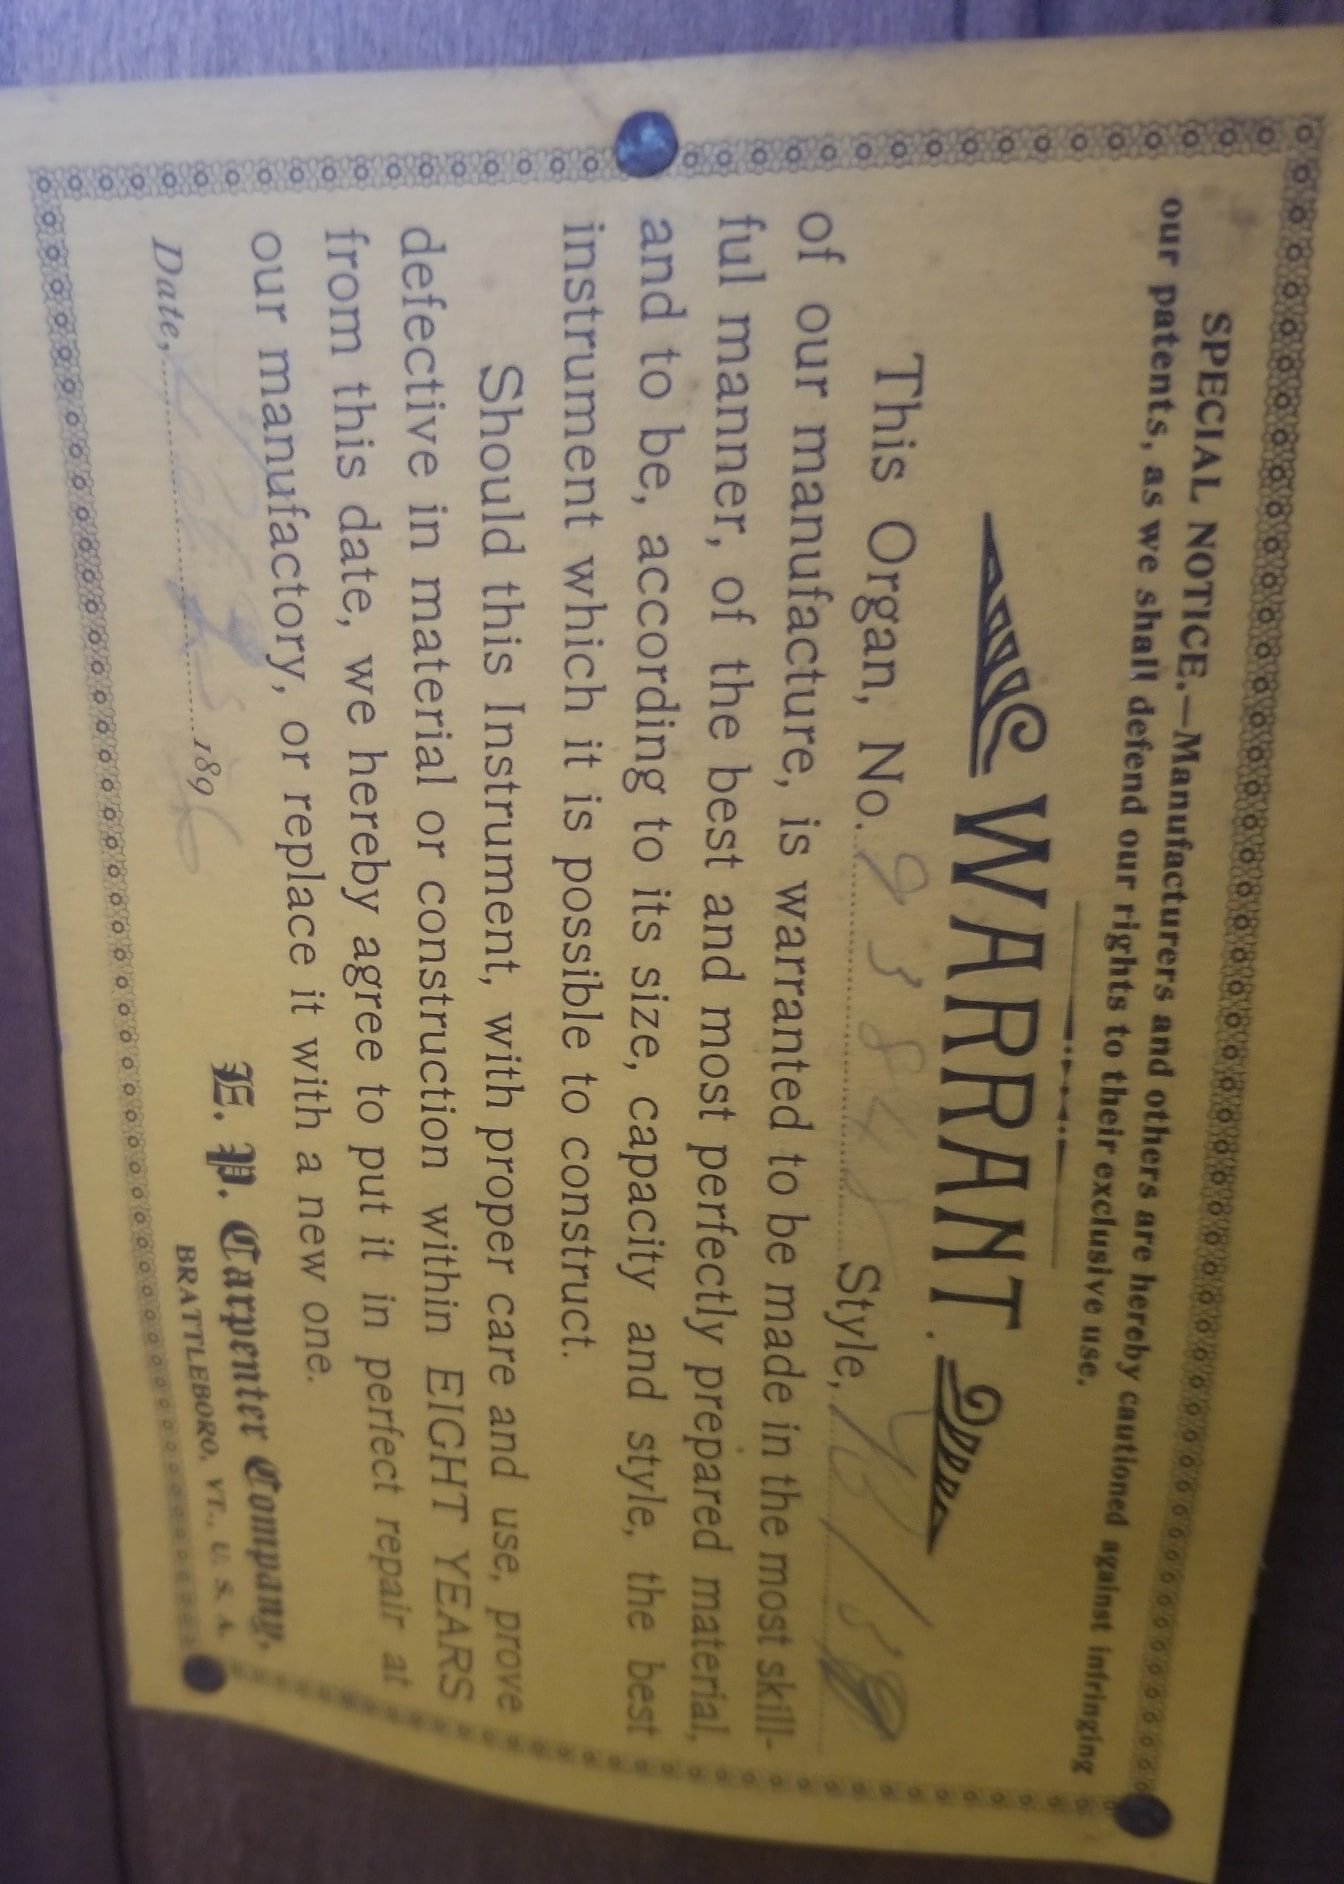 SPECIAL NOTICE.—Manufacturers and others are hereby cautioned against infringing
our patents, as we shall defend our rights to their exclusive use.
WARRANT.
This Organ, No. Style,
of our manufacture, is warranted to be made in the most skill-
ful manner, of the best and most perfectly prepared material,
and to be, according to its size, capacity and style, the best
instrument which it is possible to construct.
Should this Instrument, with proper care and use, prove
defective in material or construction within EIGHT YEARS
from this date, we hereby agree to put it in perfect repair at
our manufactory, or replace it with a new one.
Date, 1896
E. P. Carpenter Company,
BRATTLEBORO, VT., U. S. A.